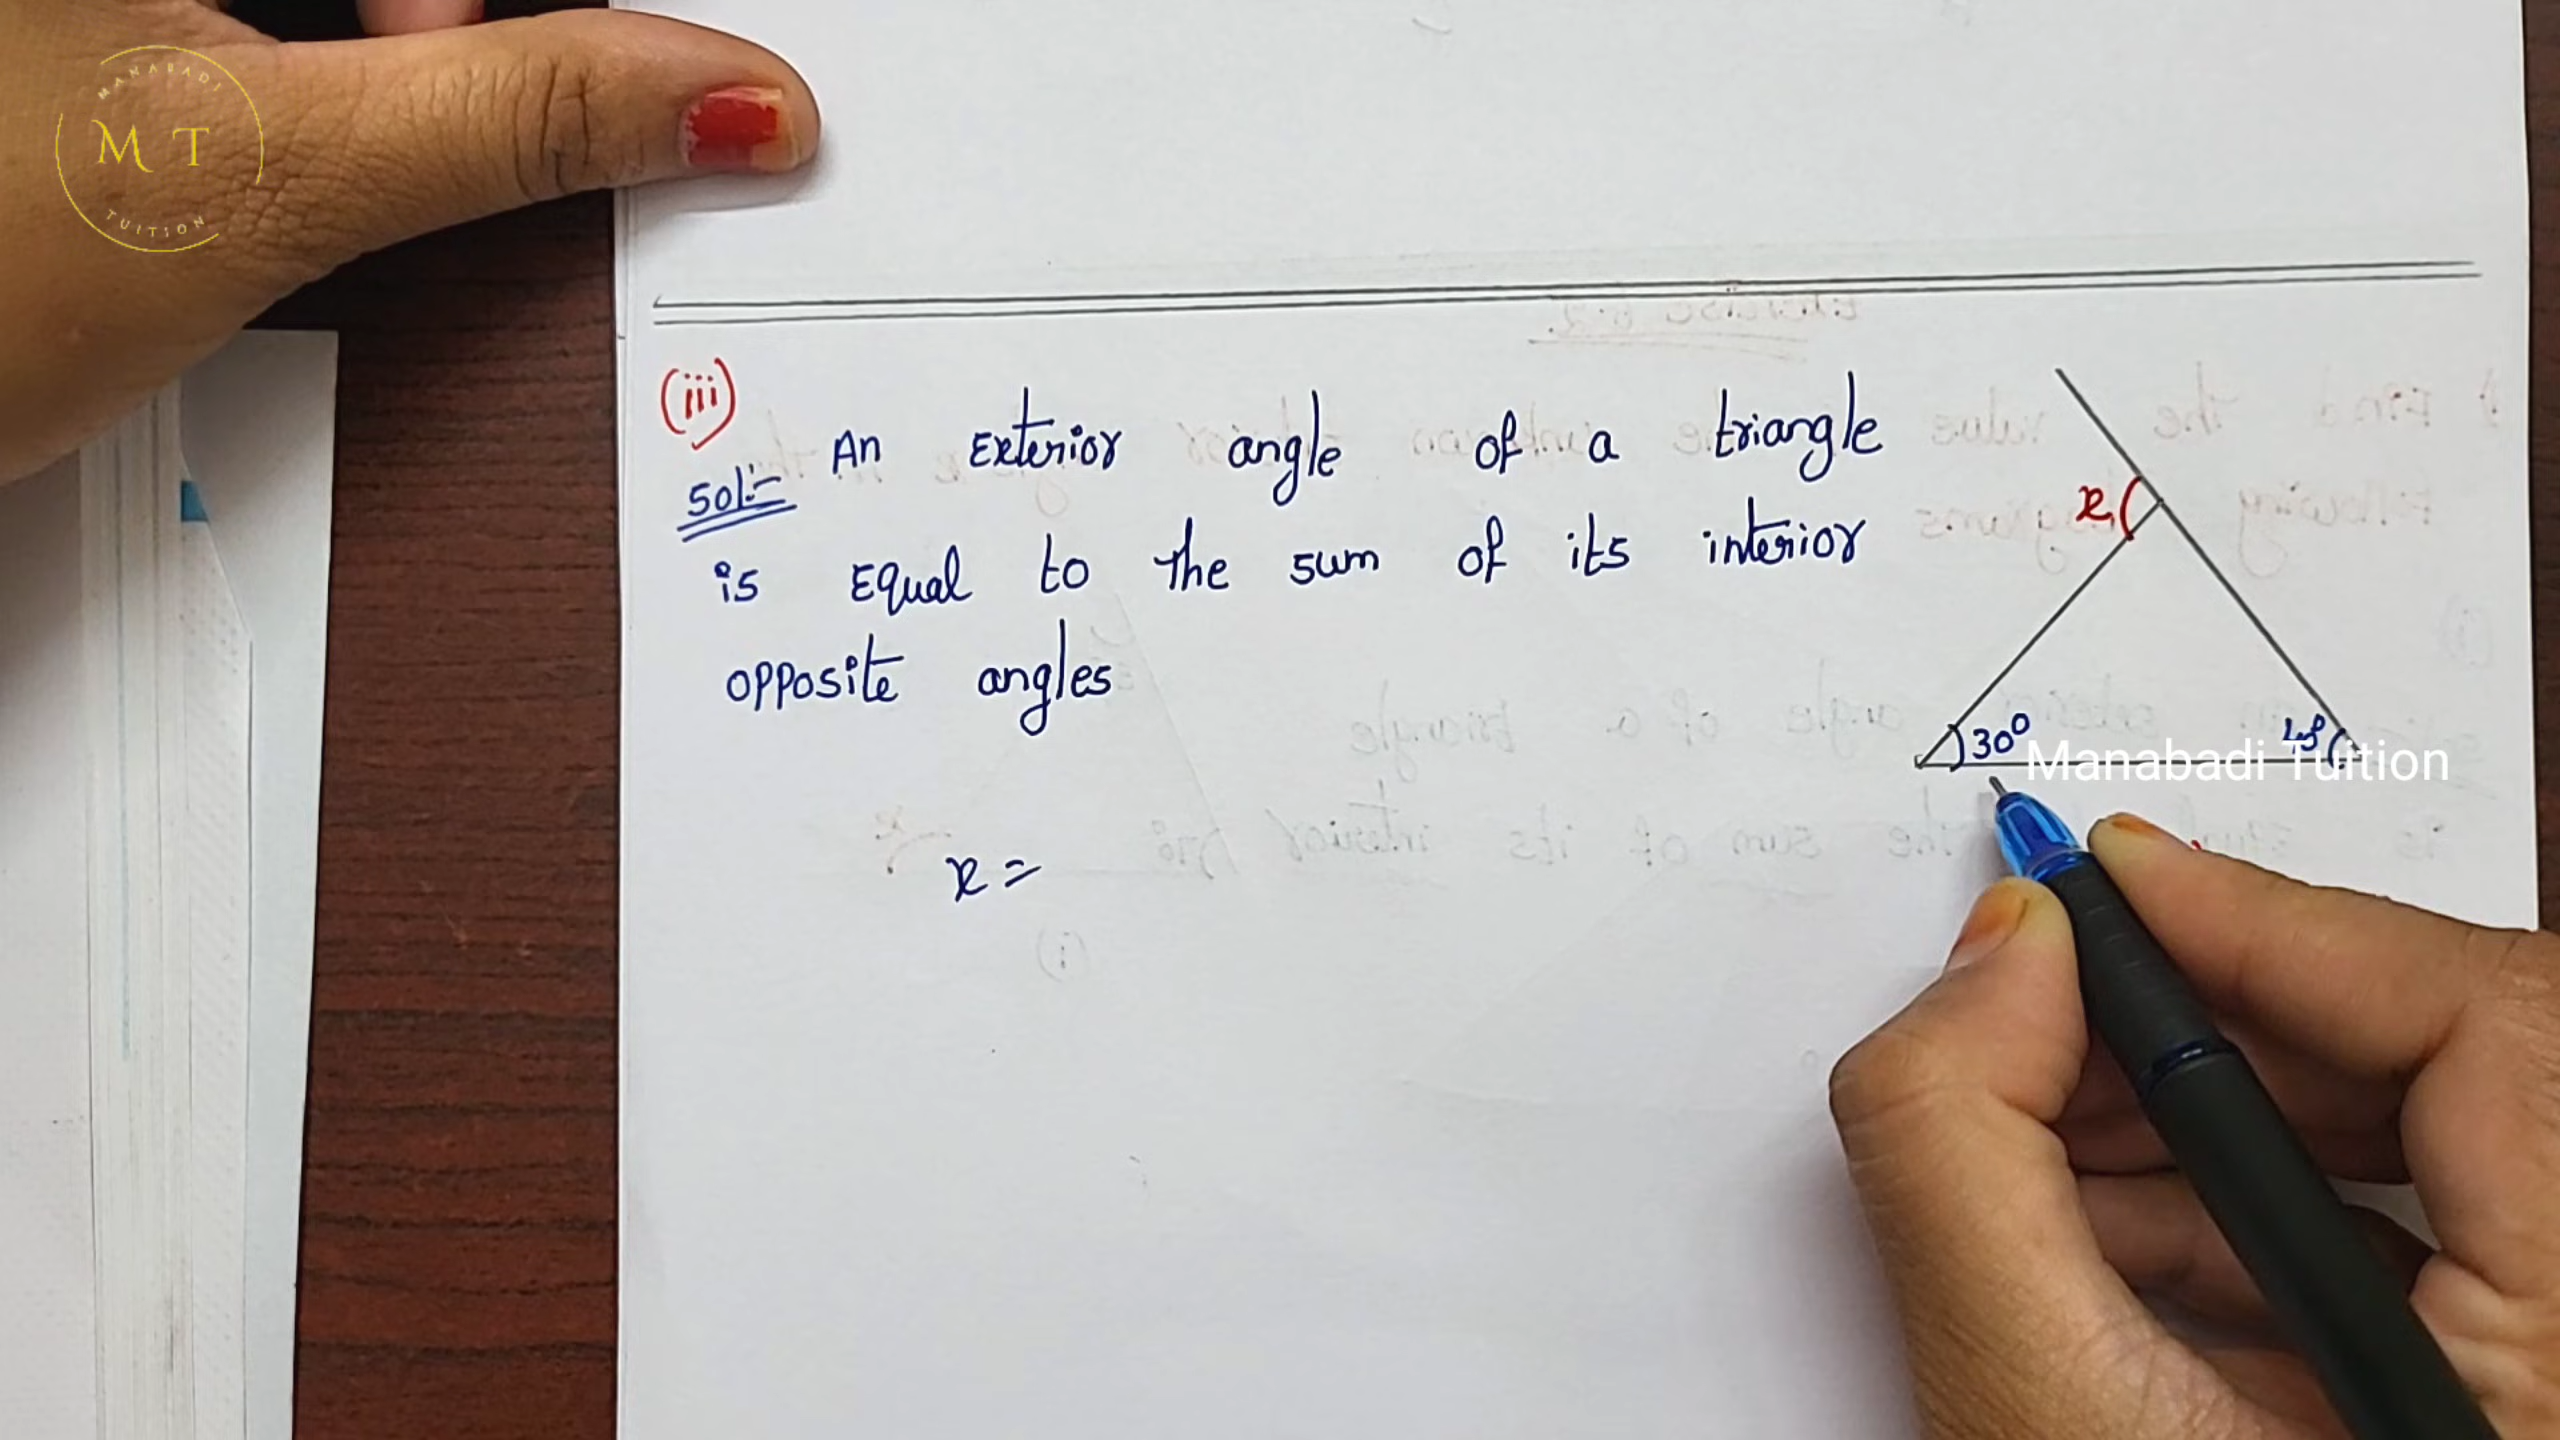 MANABADI
M T
TUITION
(iii)
Sol:- An Exterior angle of a triangle
is Equal to the sum of its interior
opposite angles
x
30°
Manabadi Tuition
x =